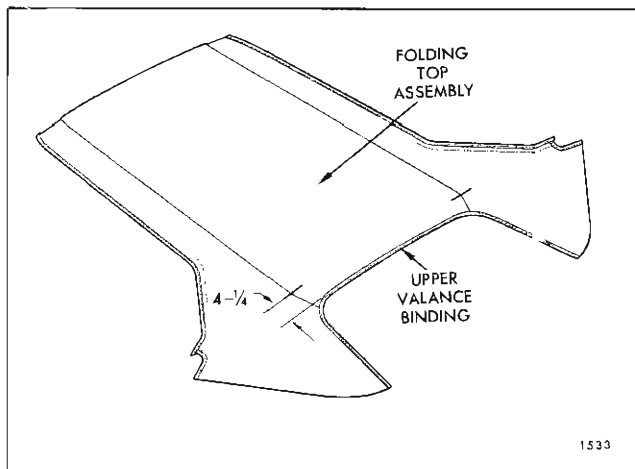 FOLDING
TOP
ASSEMBLY
4-1/4
UPPER
VALANCE
BINDING
1533